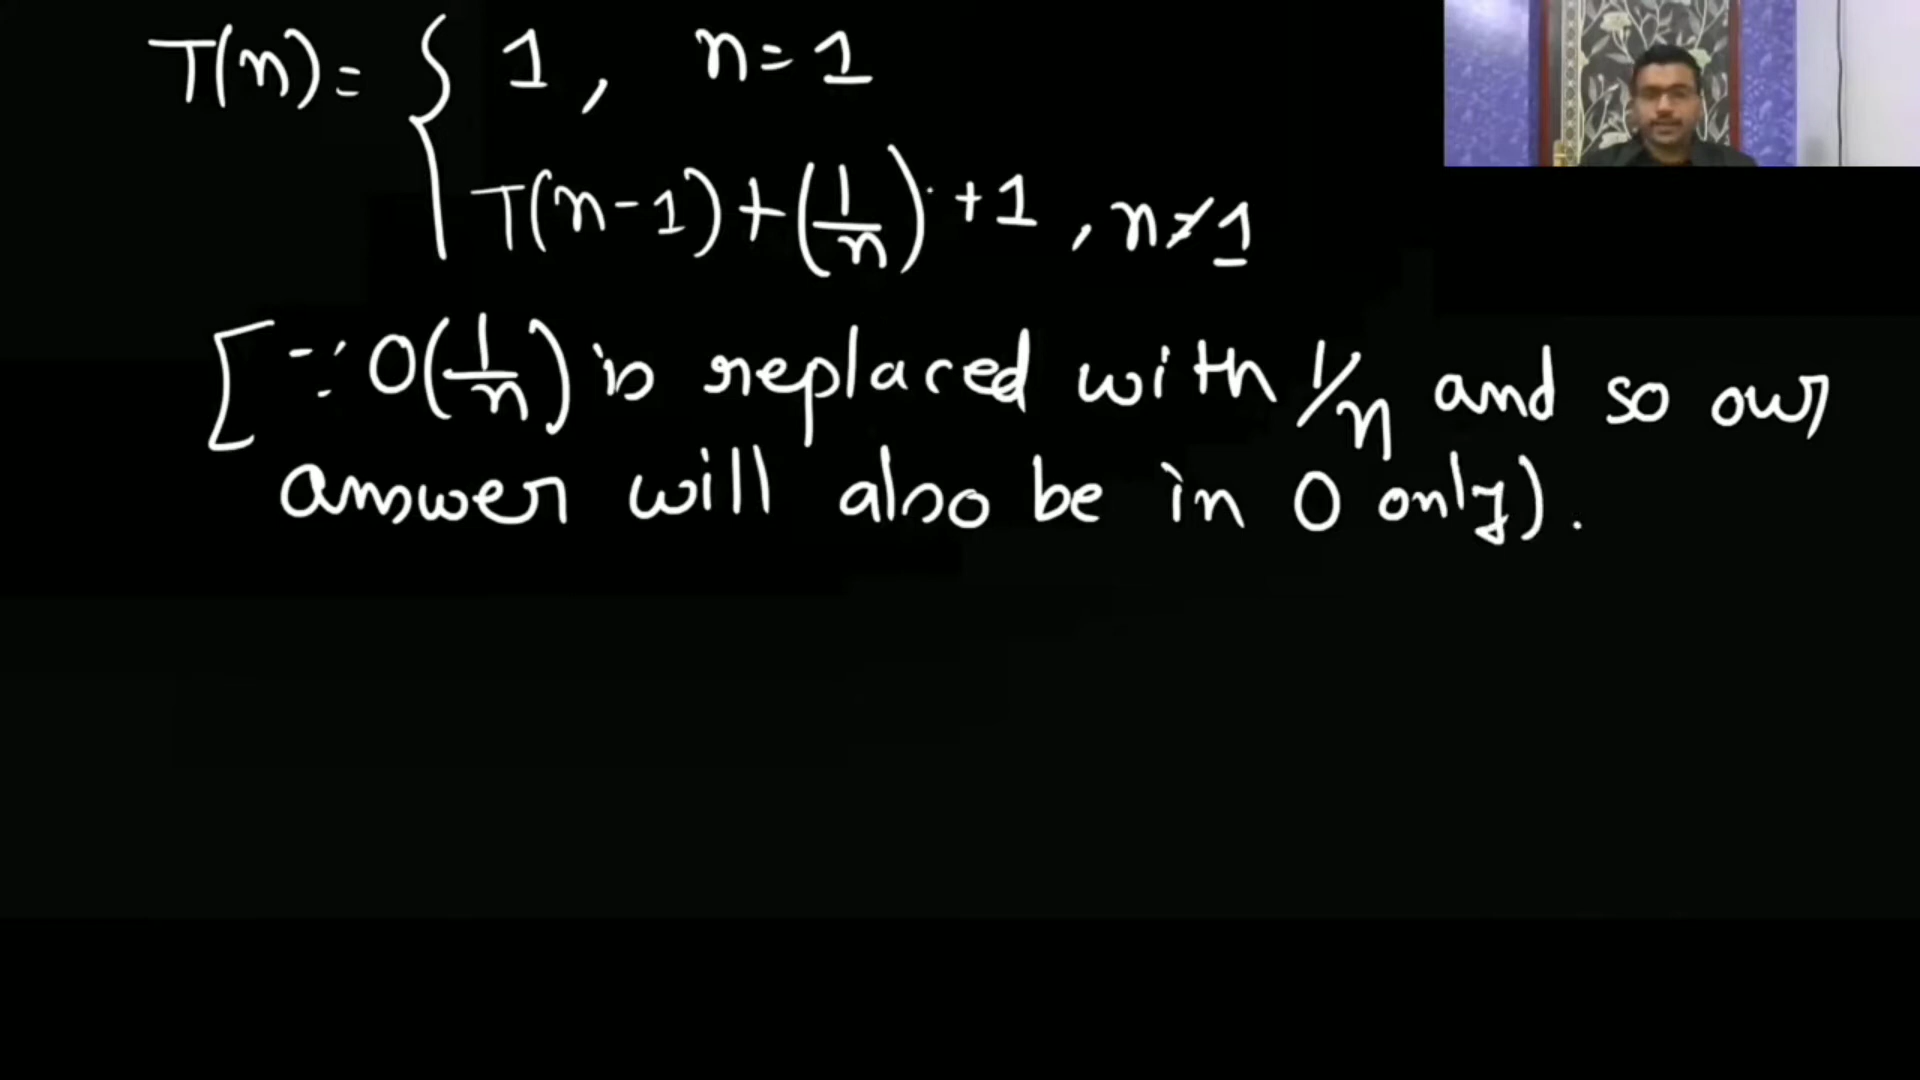 T(n) = { 1 , n = 1
T(n-1) + (1/n) + 1 , n ≠ 1
[∵ O(1/n) is replaced with 1/n and so our
answer will also be in O only).